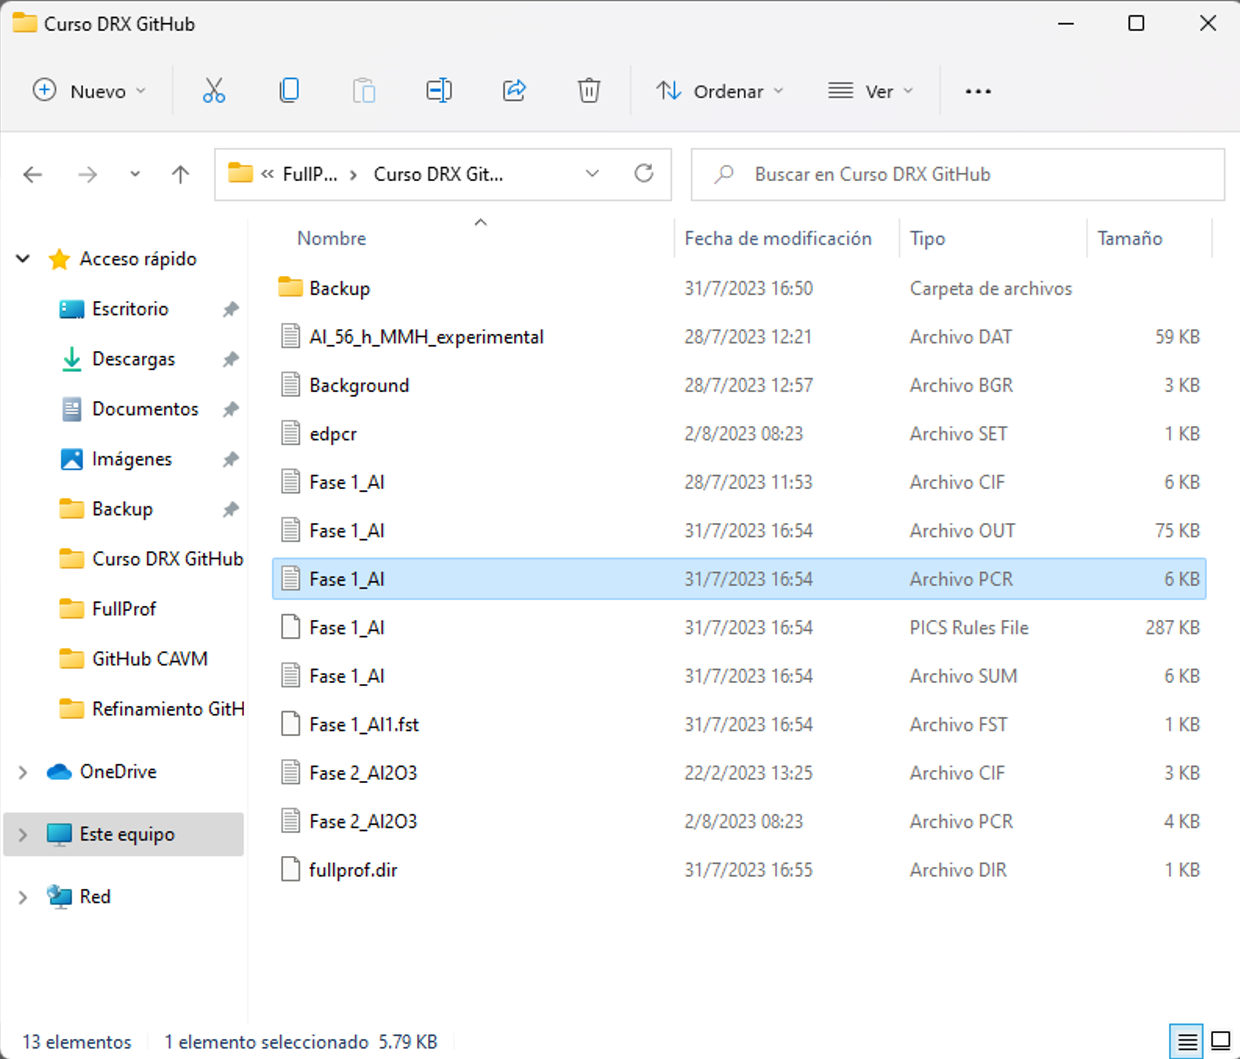 Curso DRX GitHub
Nuevo Ordenar Ver
« FullP... › Curso DRX Git... Buscar en Curso DRX GitHub
Acceso rápido
Escritorio
Descargas
Documentos
Imágenes
Backup
Curso DRX GitHub
FullProf
GitHub CAVM
Refinamiento GitH
OneDrive
Este equipo
Red
Nombre Fecha de modificación Tipo Tamaño
Backup 31/7/2023 16:50 Carpeta de archivos
Al_56_h_MMH_experimental 28/7/2023 12:21 Archivo DAT 59 KB
Background 28/7/2023 12:57 Archivo BGR 3 KB
edpcr 2/8/2023 08:23 Archivo SET 1 KB
Fase 1_Al 28/7/2023 11:53 Archivo CIF 6 KB
Fase 1_Al 31/7/2023 16:54 Archivo OUT 75 KB
Fase 1_Al 31/7/2023 16:54 Archivo PCR 6 KB
Fase 1_Al 31/7/2023 16:54 PICS Rules File 287 KB
Fase 1_Al 31/7/2023 16:54 Archivo SUM 6 KB
Fase 1_Al1.fst 31/7/2023 16:54 Archivo FST 1 KB
Fase 2_Al2O3 22/2/2023 13:25 Archivo CIF 3 KB
Fase 2_Al2O3 2/8/2023 08:23 Archivo PCR 4 KB
fullprof.dir 31/7/2023 16:55 Archivo DIR 1 KB
13 elementos 1 elemento seleccionado 5.79 KB